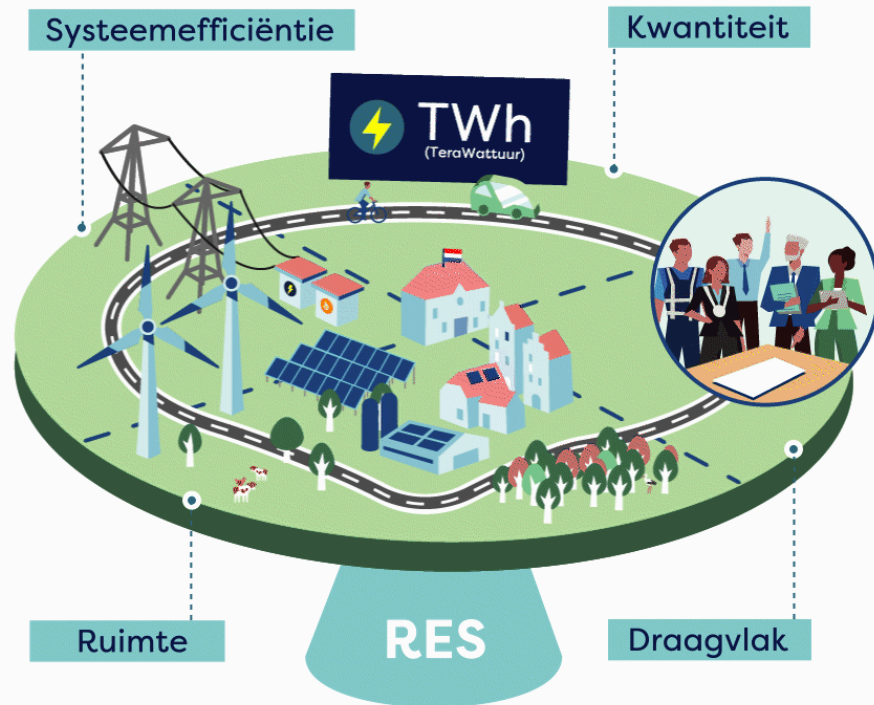 Systeemefficiëntie
Kwantiteit
TWh
(TeraWattuur)
Ruimte
RES
Draagvlak